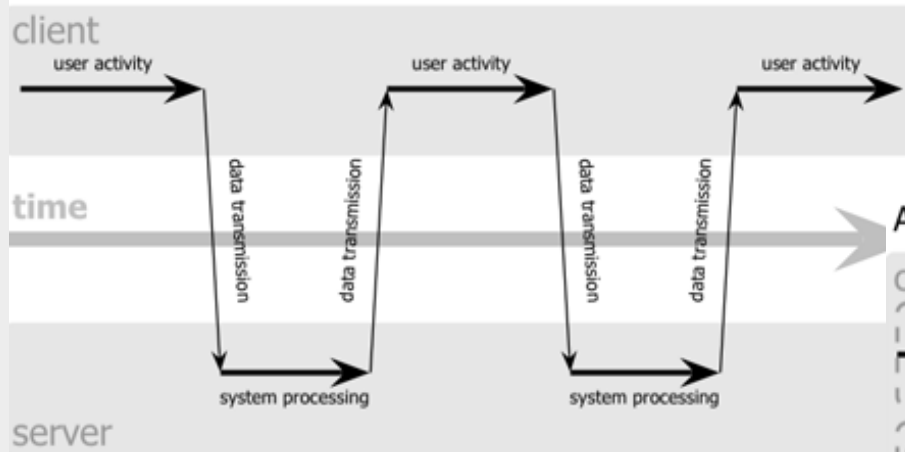 client
user activity
user activity
user activity
data transmission
data transmission
data transmission
data transmission
time
system processing
system processing
server